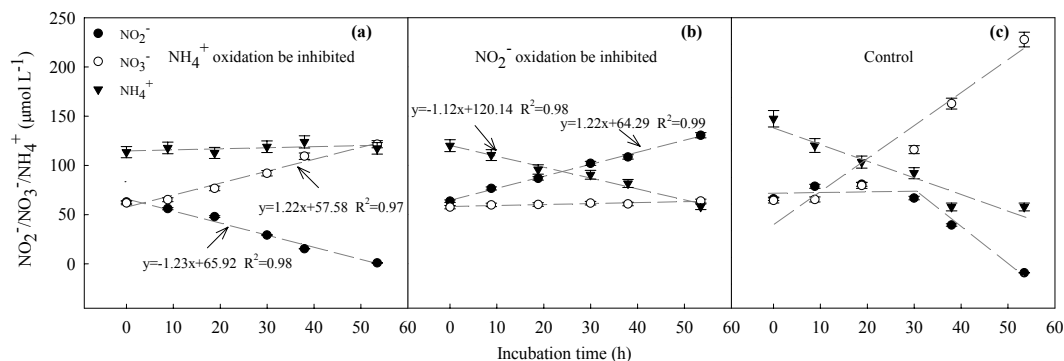 (a) (b) (c)
NO₂⁻
NO₃⁻
NH₄⁺
NH₄⁺ oxidation be inhibited
NO₂⁻ oxidation be inhibited
Control
NO₂⁻/NO₃⁻/NH₄⁺ (μmol L⁻¹)
250
200
150
100
50
0
y=-1.12x+120.14 R²=0.98
y=1.22x+64.29 R²=0.99
y=1.22x+57.58 R²=0.97
y=-1.23x+65.92 R²=0.98
0 10 20 30 40 50 60 0 10 20 30 40 50 60 0 10 20 30 40 50 60
Incubation time (h)